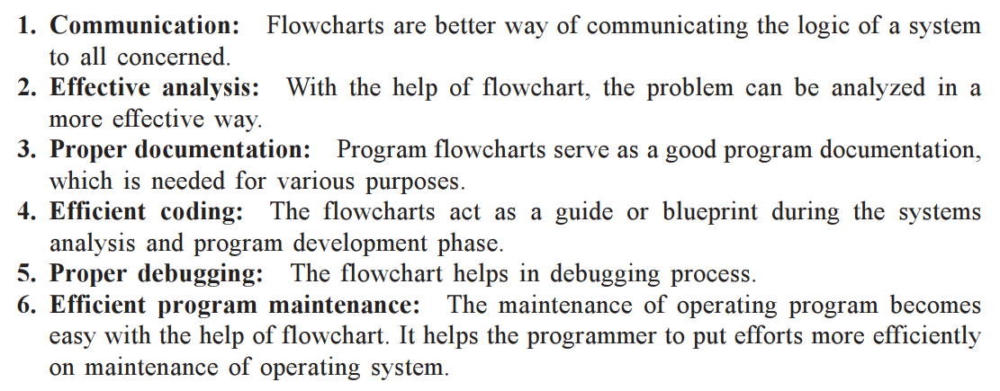 1. Communication: Flowcharts are better way of communicating the logic of a system
to all concerned.
2. Effective analysis: With the help of flowchart, the problem can be analyzed in a
more effective way.
3. Proper documentation: Program flowcharts serve as a good program documentation,
which is needed for various purposes.
4. Efficient coding: The flowcharts act as a guide or blueprint during the systems
analysis and program development phase.
5. Proper debugging: The flowchart helps in debugging process.
6. Efficient program maintenance: The maintenance of operating program becomes
easy with the help of flowchart. It helps the programmer to put efforts more efficiently
on maintenance of operating system.